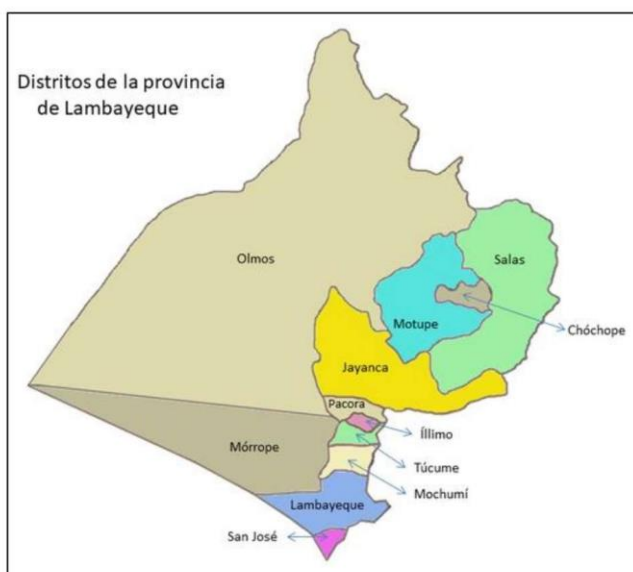 Distritos de la provincia
de Lambayeque
Olmos
Salas
Chóchope
Motupe
Jayanca
Pacora
Íllimo
Mórrope
Túcume
Mochumí
Lambayeque
San José